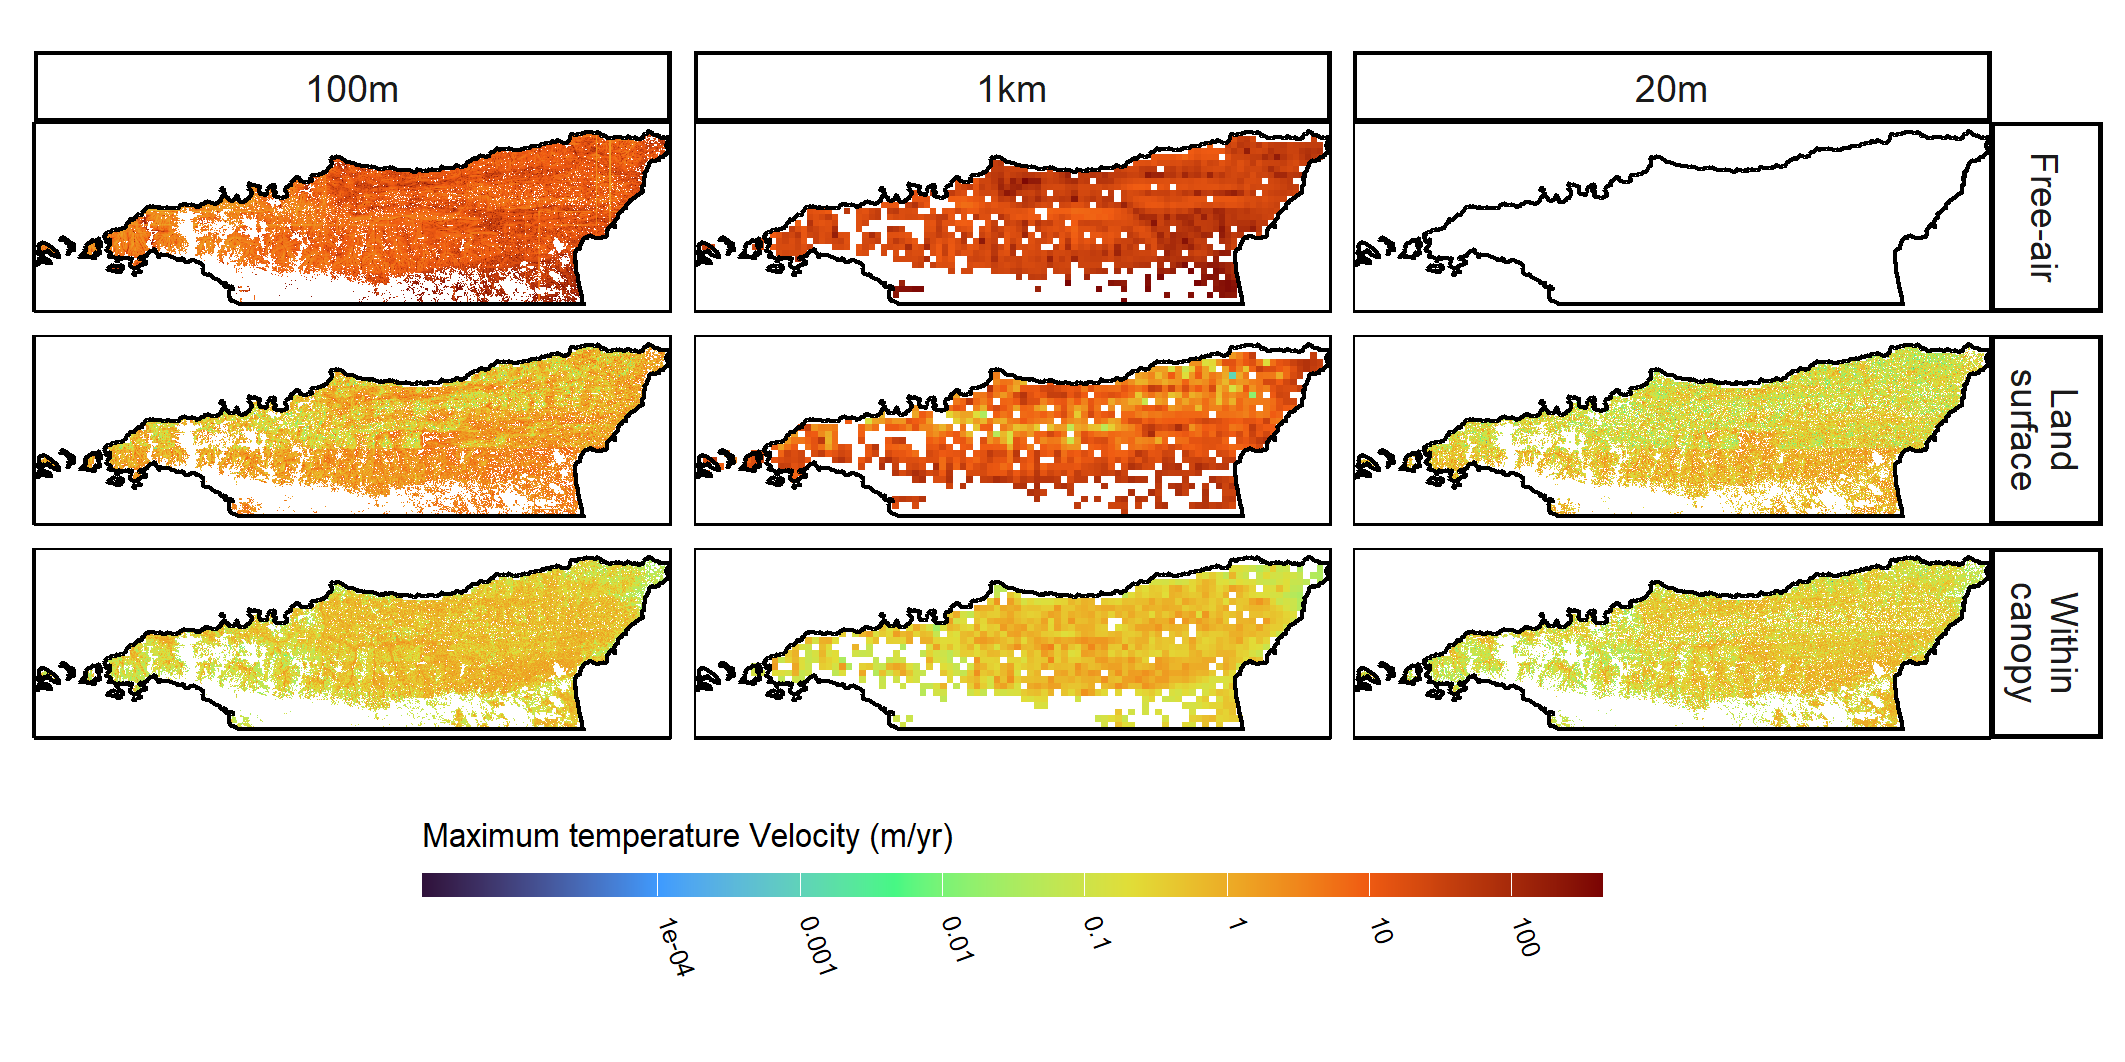 100m
1km
20m
Free-air
Land
surface
Within
canopy
Maximum temperature Velocity (m/yr)
1e-04
0.001
0.01
0.1
1
10
100